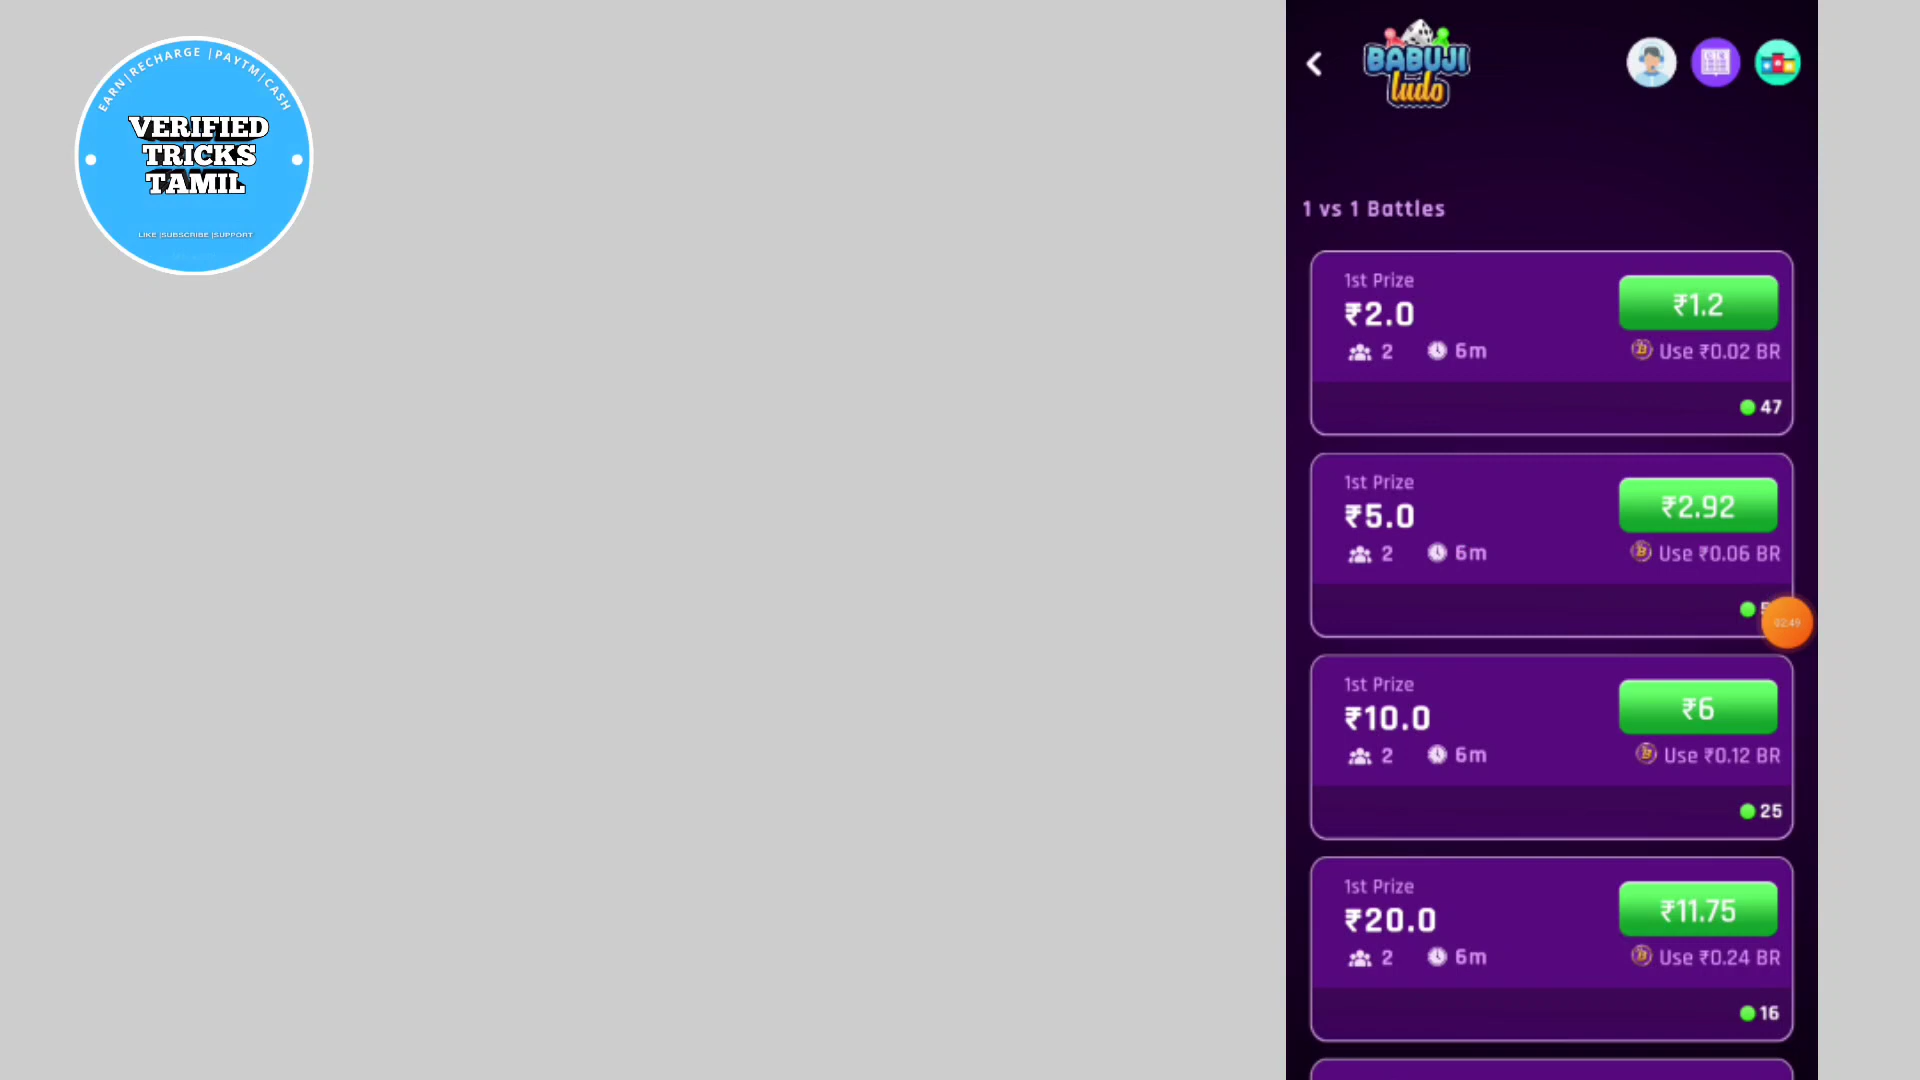 EARN|RECHARGE |PAYTM|CASH
VERIFIED
TRICKS
TAMIL
LIKE |SUBSCRIBE |SUPPORT
BABUJI
ludo
1 vs 1 Battles
1st Prize
₹2.0
₹1.2
2 6m
Use ₹0.02 BR
47
1st Prize
₹5.0
₹2.92
2 6m
Use ₹0.06 BR
02:49
1st Prize
₹10.0
₹6
2 6m
Use ₹0.12 BR
25
1st Prize
₹20.0
₹11.75
2 6m
Use ₹0.24 BR
16